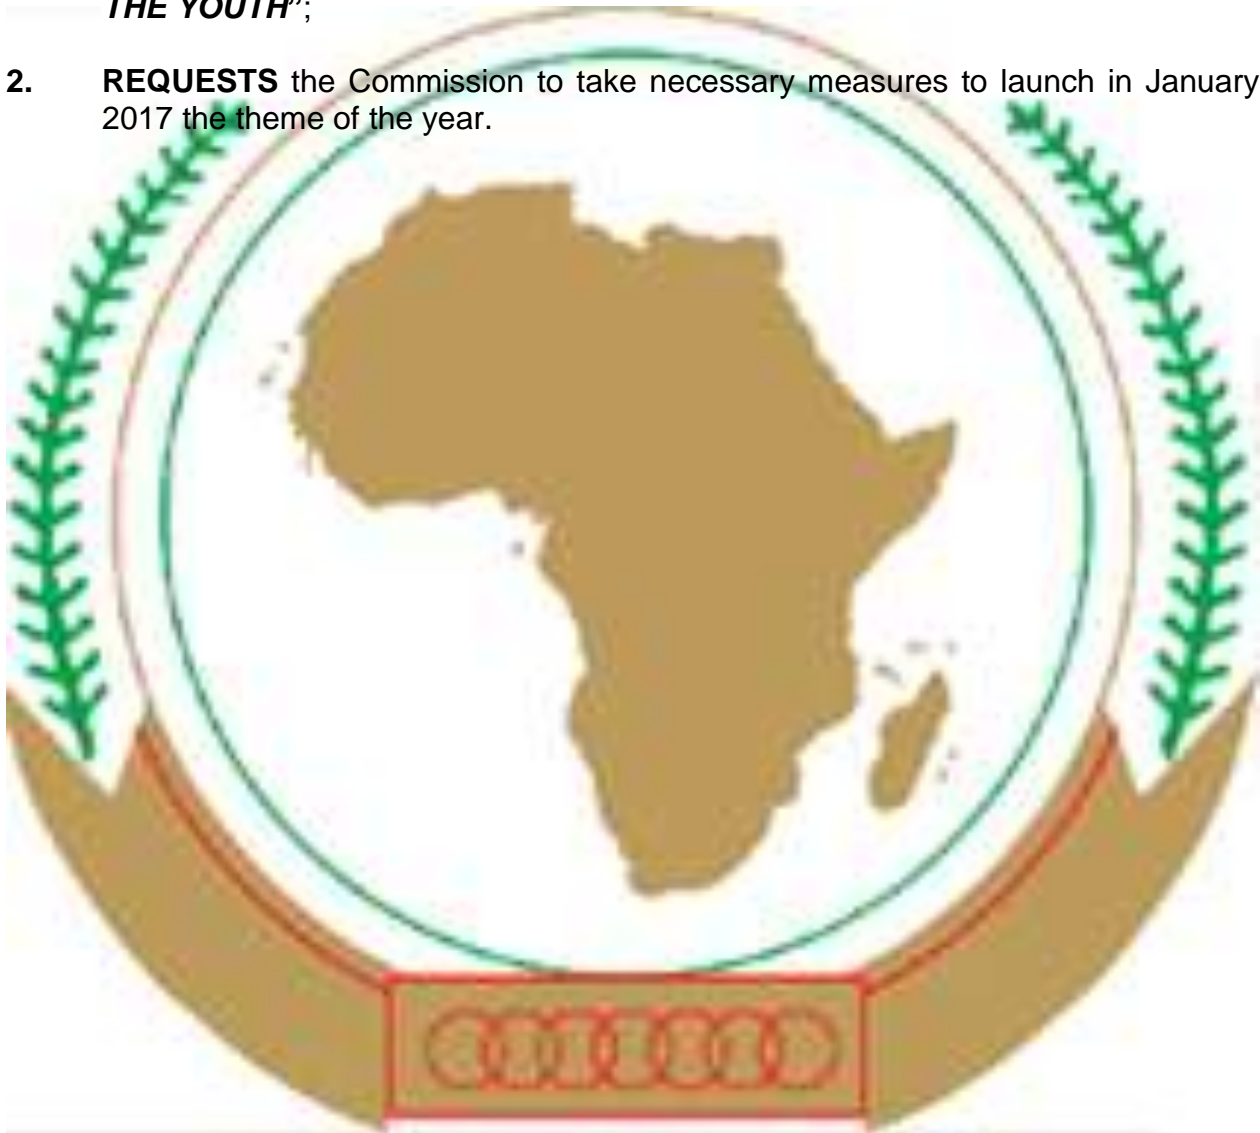 THE YOUTH”;
2. REQUESTS the Commission to take necessary measures to launch in January
2017 the theme of the year.